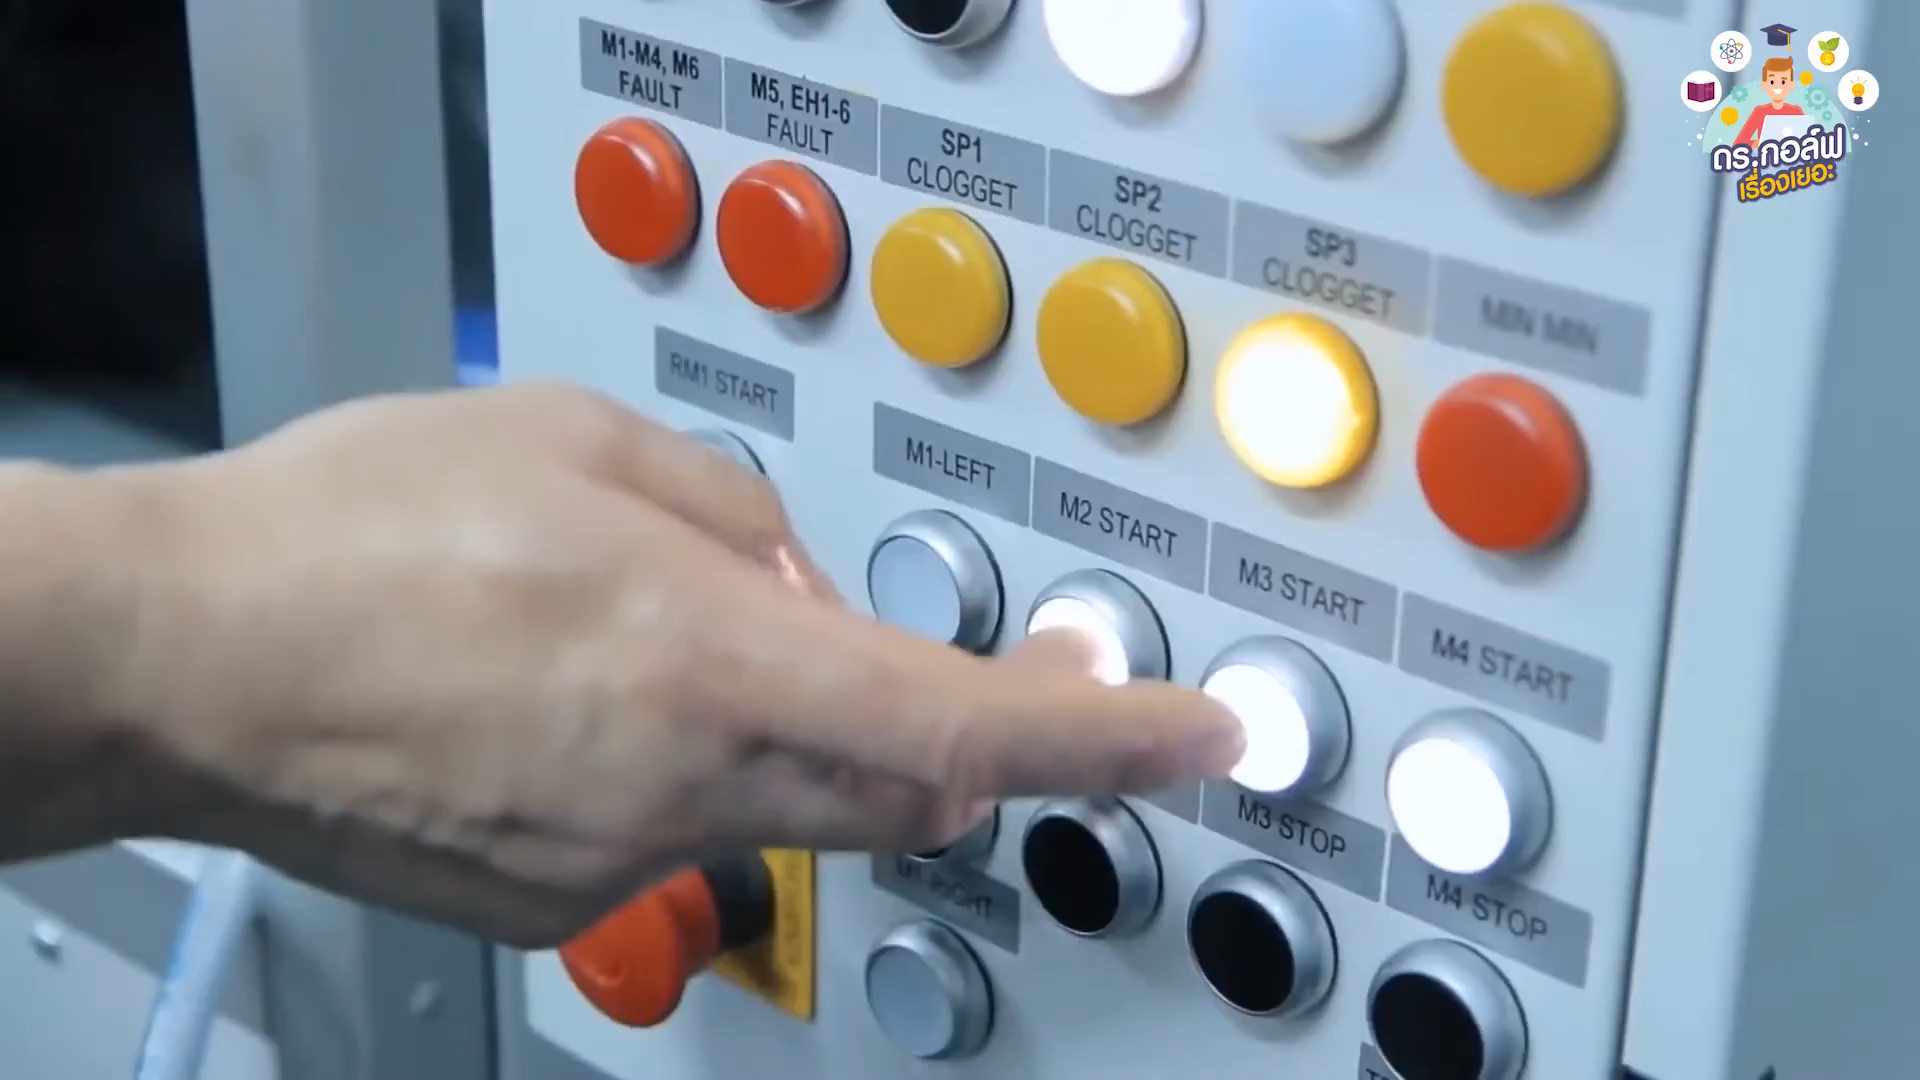 M1-M4, M6
FAULT
M5, EH1-6
FAULT
SP1
CLOGGET
SP2
CLOGGET
SP3
CLOGGET
MIN MIN
RM1 START
M1-LEFT
M2 START
M3 START
M4 START
M3 STOP
M4 STOP
ดร.กอล์ฟ
เรื่องเยอะ